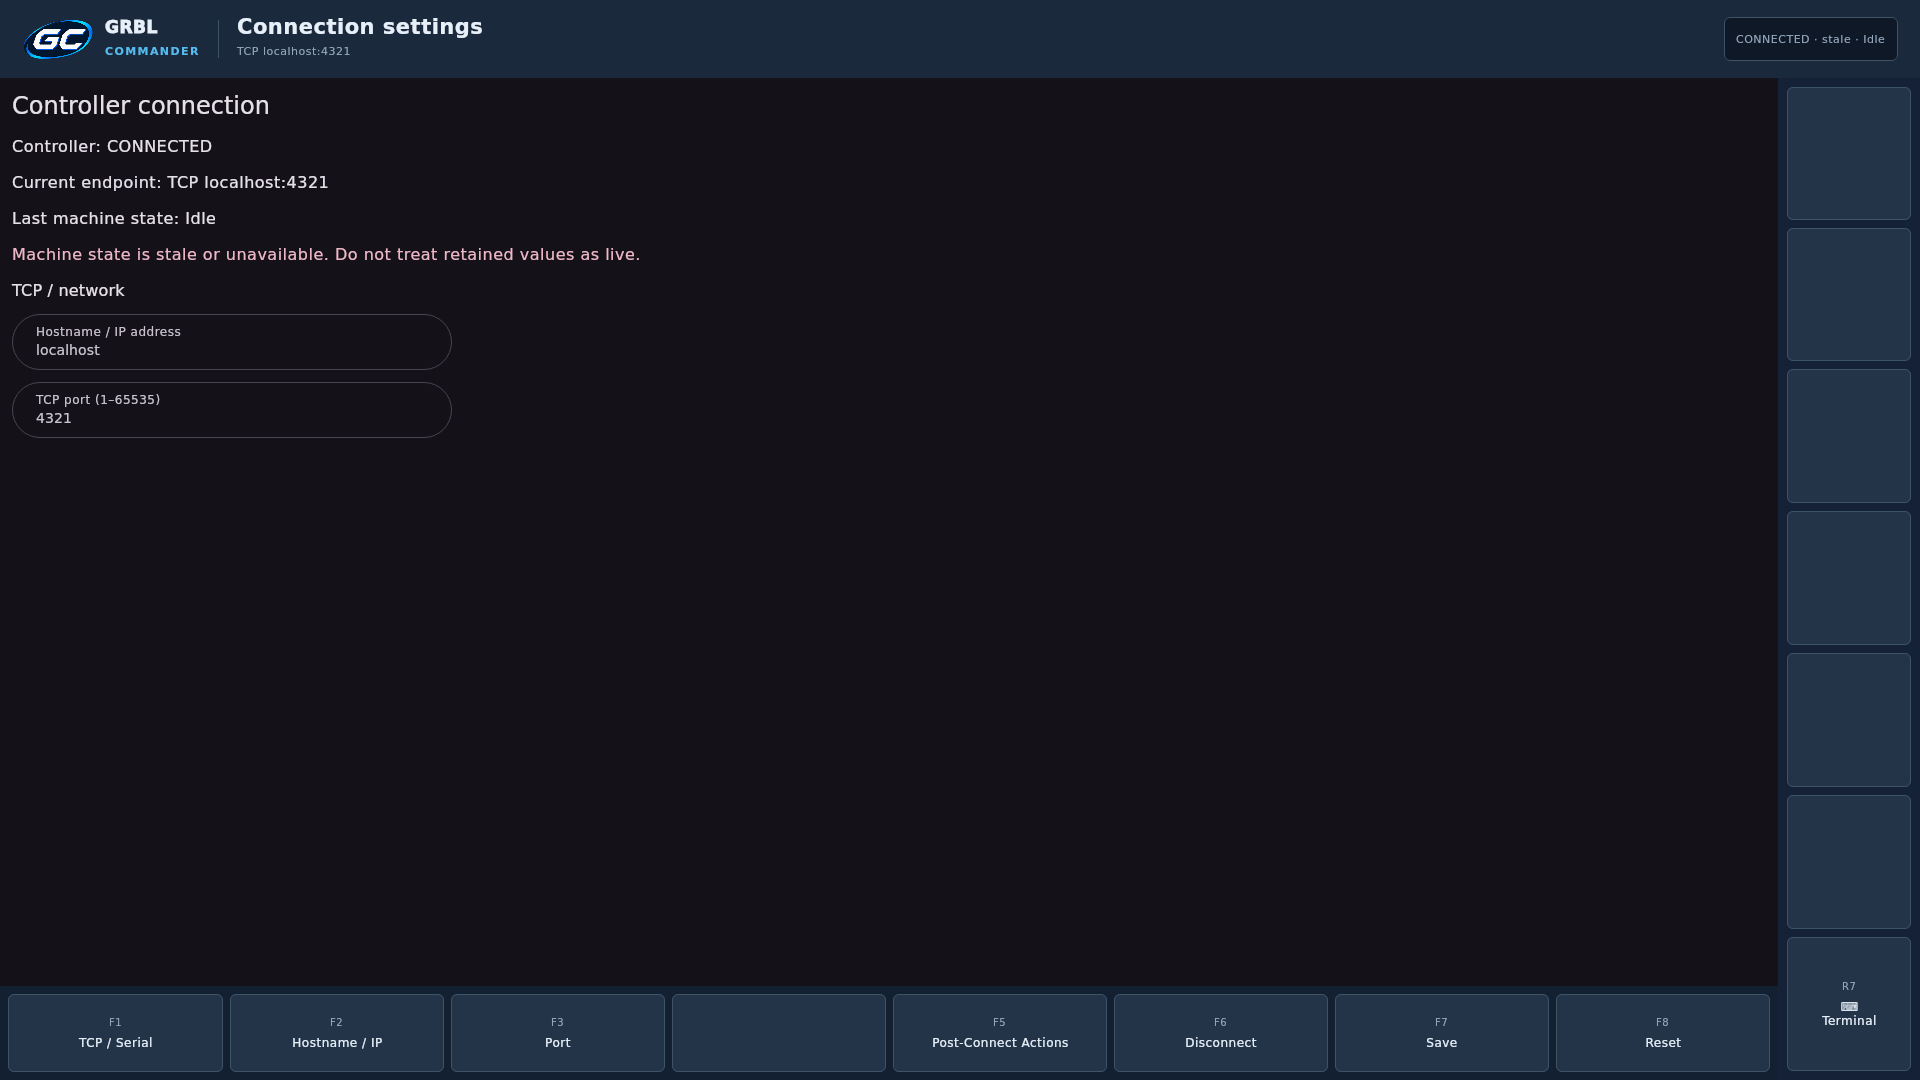 GC
GRBL
COMMANDER
Connection settings
TCP localhost:4321
CONNECTED · stale · Idle
Controller connection
Controller: CONNECTED
Current endpoint: TCP localhost:4321
Last machine state: Idle
Machine state is stale or unavailable. Do not treat retained values as live.
TCP / network
Hostname / IP address
localhost
TCP port (1–65535)
4321
R7
Terminal
F1
TCP / Serial
F2
Hostname / IP
F3
Port
F5
Post-Connect Actions
F6
Disconnect
F7
Save
F8
Reset